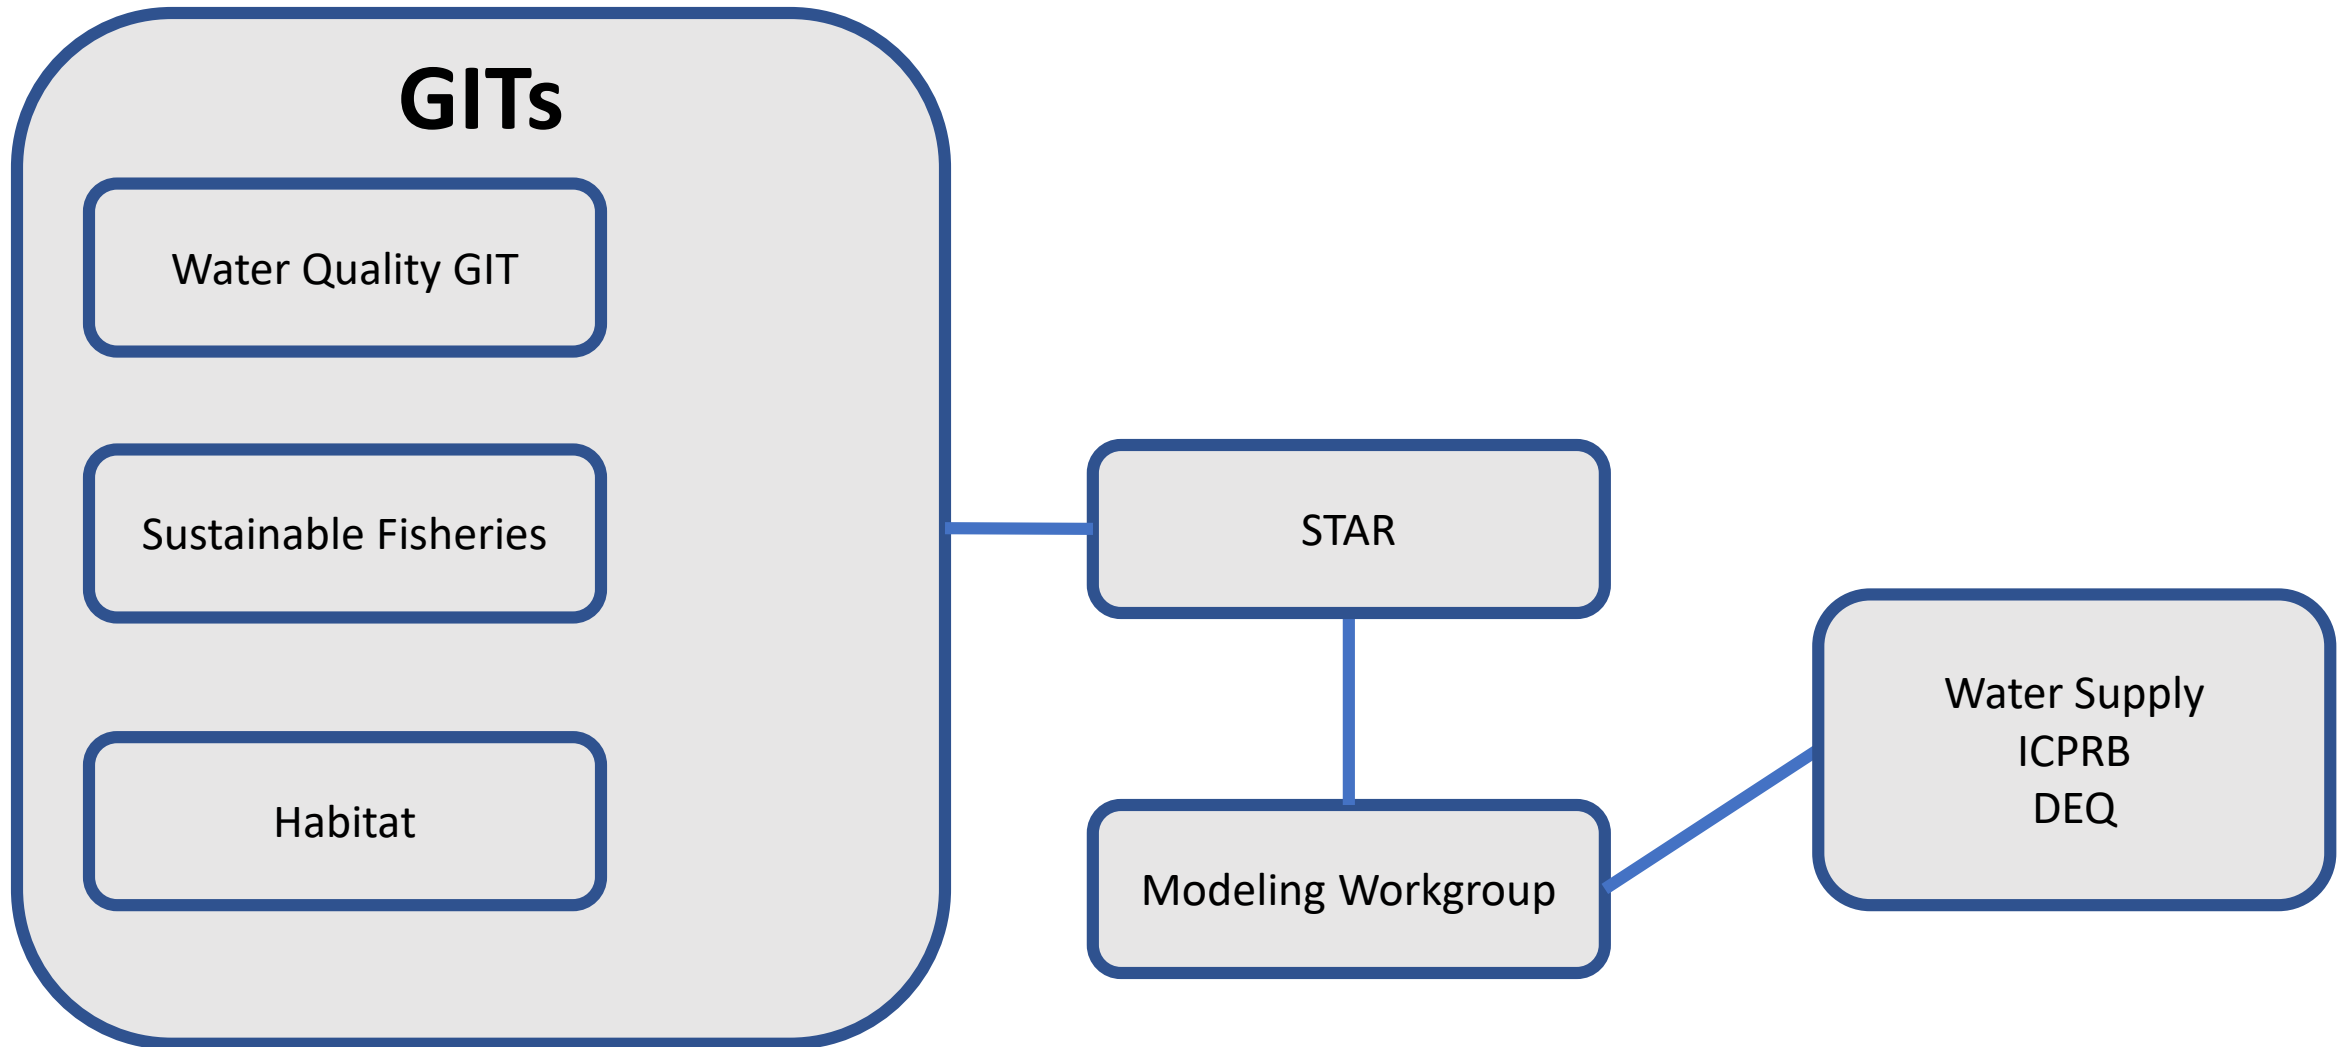 GITs
Water Quality GIT
Sustainable Fisheries
Habitat
STAR
Modeling Workgroup
Water Supply
ICPRB
DEQ